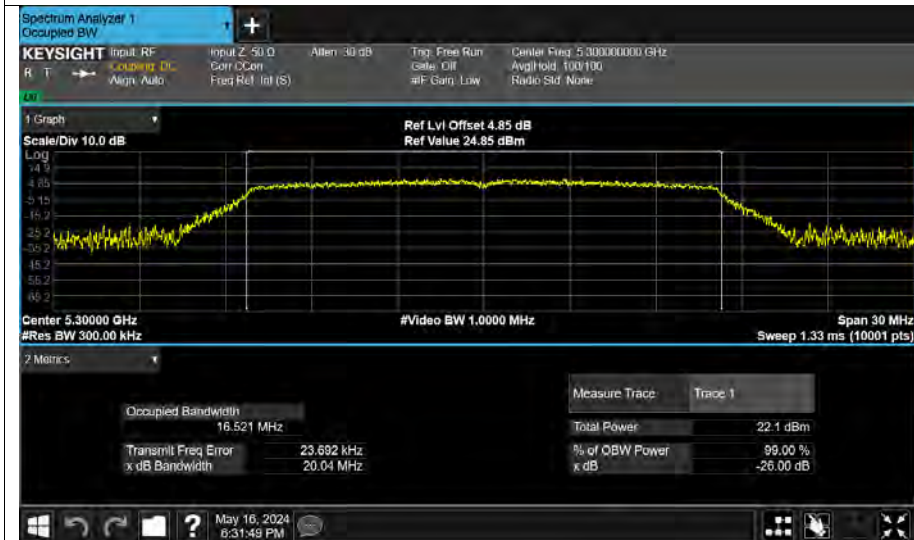 Spectrum Analyzer 1
Occupied BW
+
KEYSIGHT Input: RF Input Z: 50 Ω Atten: 30 dB Trig: Free Run Center Freq: 5.300000000 GHz
R T Coupling: DC Corr CCorr Gate: Off Avg|Hold: 100/100
Align: Auto Freq Ref: Int (S) #IF Gain: Low Radio Std: None
1 Graph
Ref Lvl Offset 4.85 dB
Scale/Div 10.0 dB Ref Value 24.85 dBm
Log
14.9
4.85
-5.15
-15.2
-25.2
-35.2
-45.2
-55.2
-65.2
Center 5.30000 GHz #Video BW 1.0000 MHz Span 30 MHz
#Res BW 300.00 kHz Sweep 1.33 ms (10001 pts)
2 Metrics
Measure Trace Trace 1
Occupied Bandwidth
16.521 MHz
Total Power 22.1 dBm
Transmit Freq Error 23.692 kHz % of OBW Power 99.00 %
x dB Bandwidth 20.04 MHz x dB -26.00 dB
? May 16, 2024
6:31:49 PM